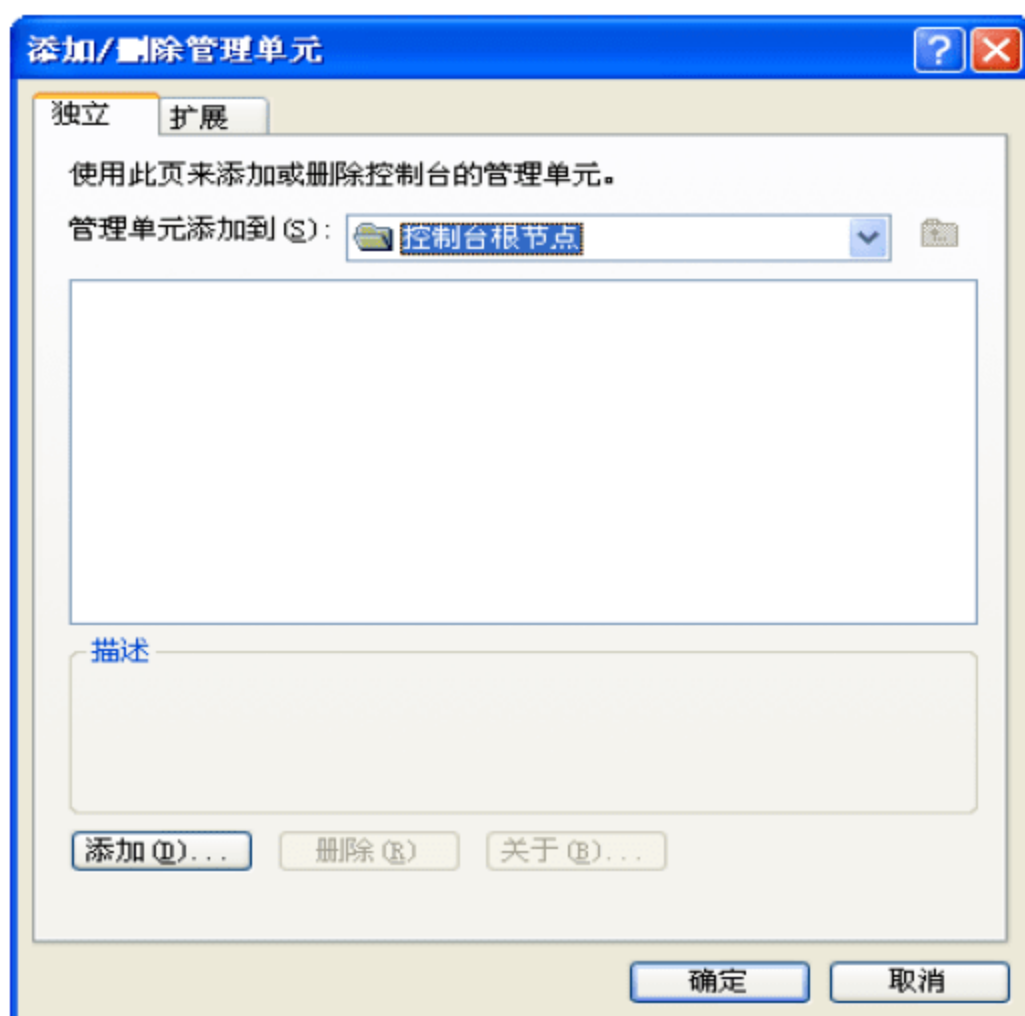 添加/删除管理单元
独立
扩展
使用此页来添加或删除控制台的管理单元。
管理单元添加到(S): 控制台根节点
描述
添加(D)... 删除(R) 关于(B)...
确定 取消